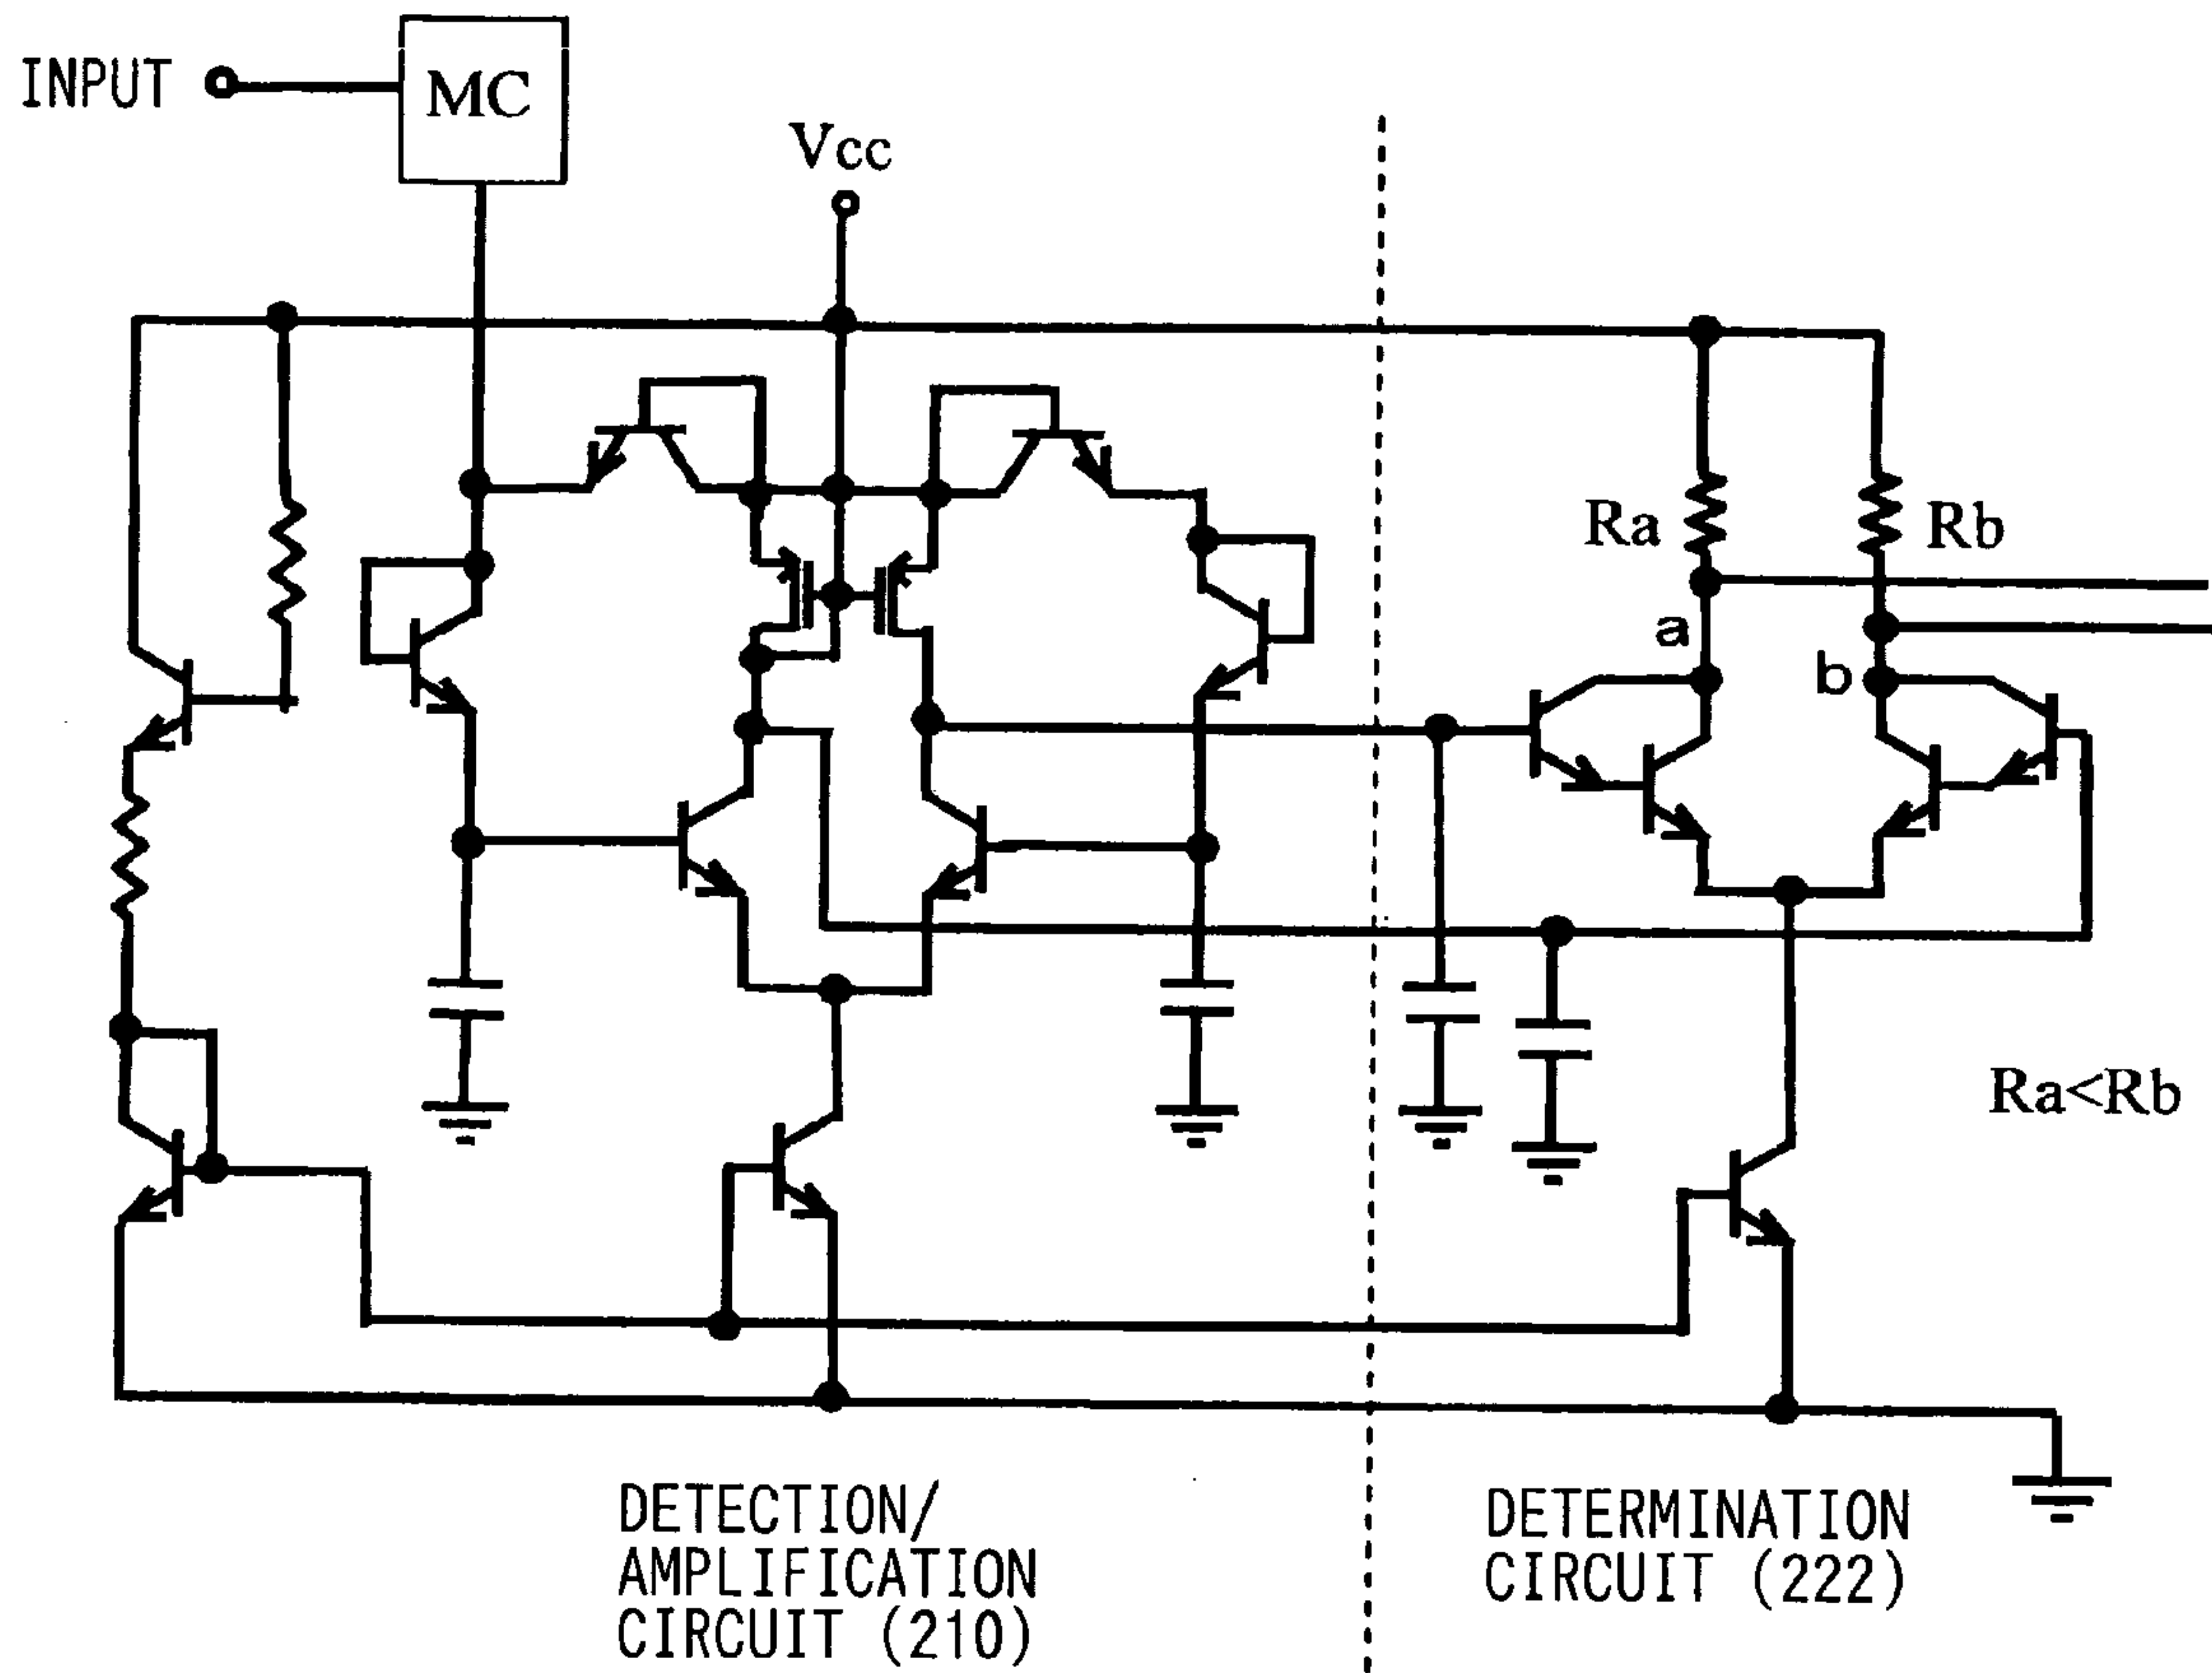 INPUT
MC
Vcc
Ra
Rb
a
b
Ra<Rb
DETECTION/
AMPLIFICATION
CIRCUIT (210)
DETERMINATION
CIRCUIT (222)